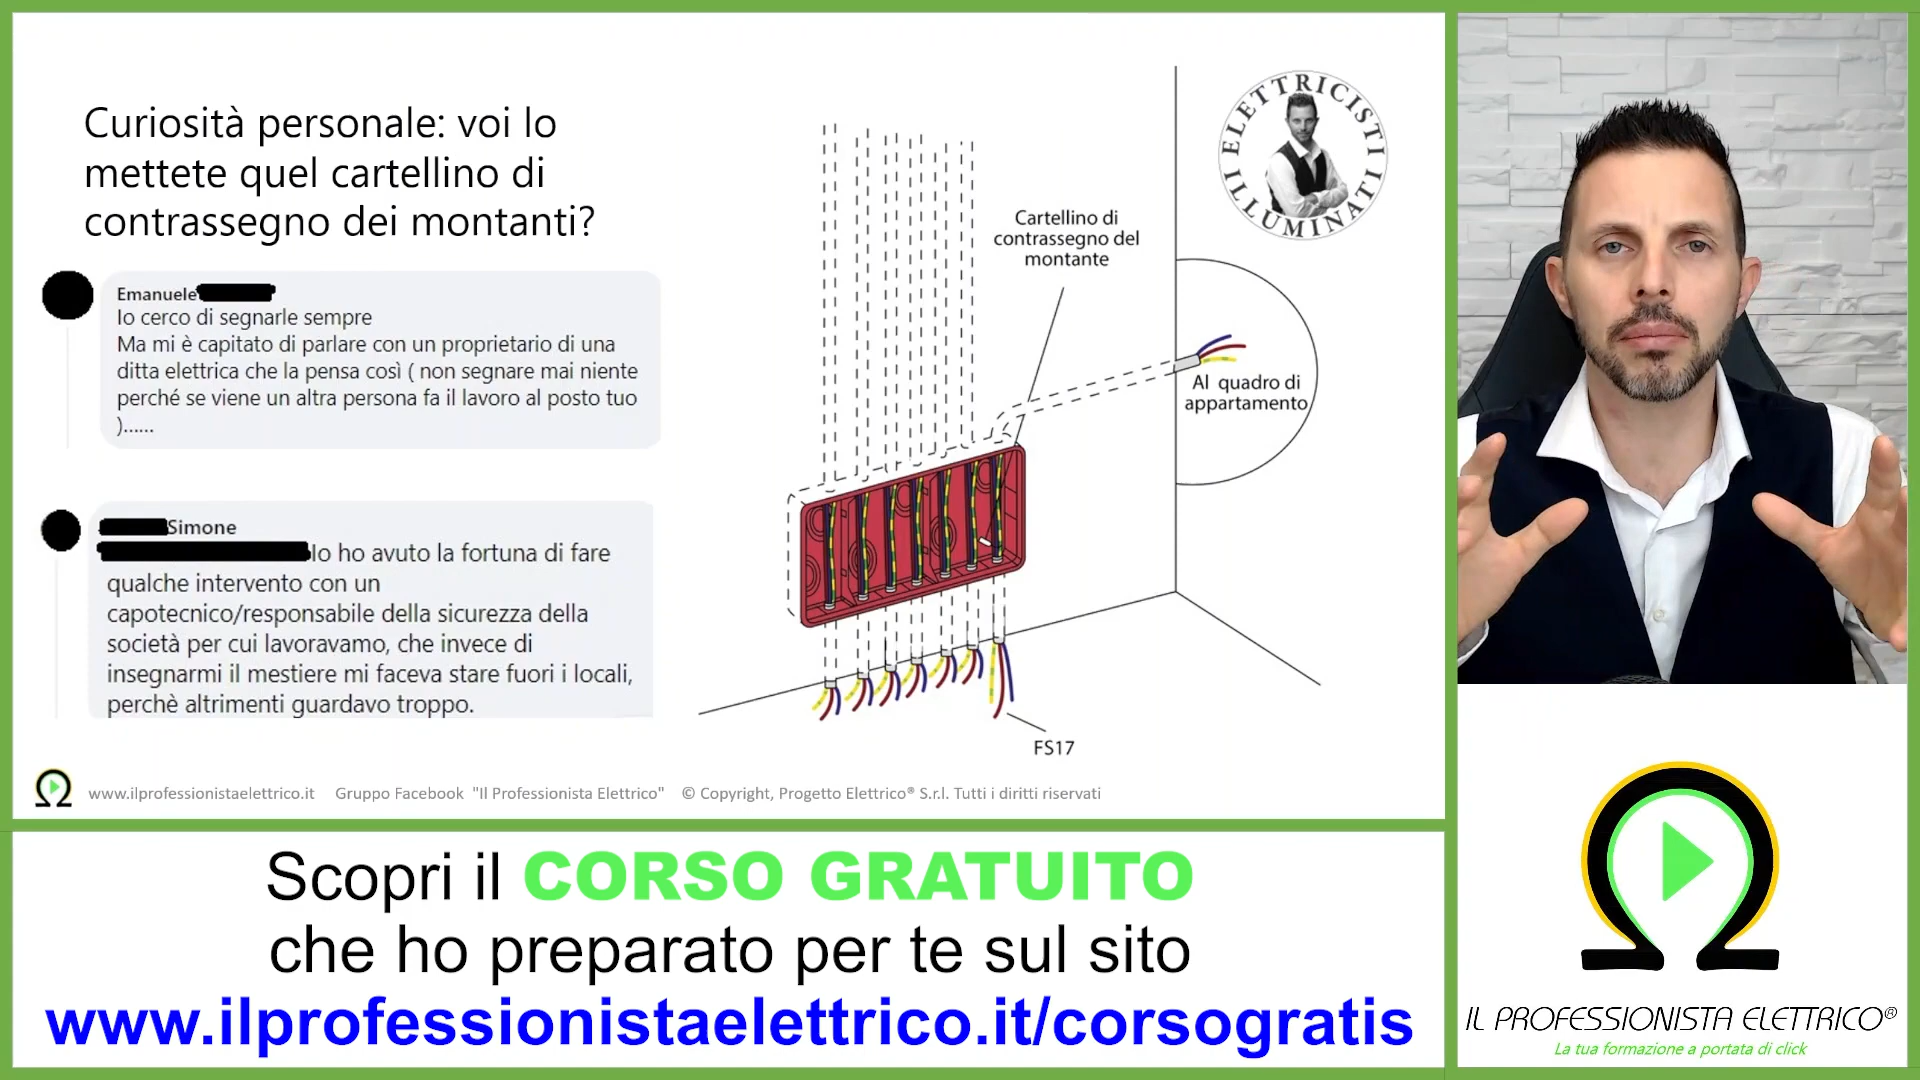 Curiosità personale: voi lo
mettete quel cartellino di
contrassegno dei montanti?
Emanuele
Io cerco di segnarle sempre
Ma mi è capitato di parlare con un proprietario di una
ditta elettrica che la pensa così ( non segnare mai niente
perché se viene un altra persona fa il lavoro al posto tuo
)......
Simone
Io ho avuto la fortuna di fare
qualche intervento con un
capotecnico/responsabile della sicurezza della
società per cui lavoravamo, che invece di
insegnarmi il mestiere mi faceva stare fuori i locali,
perchè altrimenti guardavo troppo.
Cartellino di
contrassegno del
montante
Al quadro di
appartamento
FS17
ELETTRICISTI
ILLUMINATI
www.ilprofessionistaelettrico.it Gruppo Facebook "Il Professionista Elettrico" © Copyright, Progetto Elettrico® S.r.l. Tutti i diritti riservati
Scopri il CORSO GRATUITO
che ho preparato per te sul sito
www.ilprofessionistaelettrico.it/corsogratis
IL PROFESSIONISTA ELETTRICO®
La tua formazione a portata di click